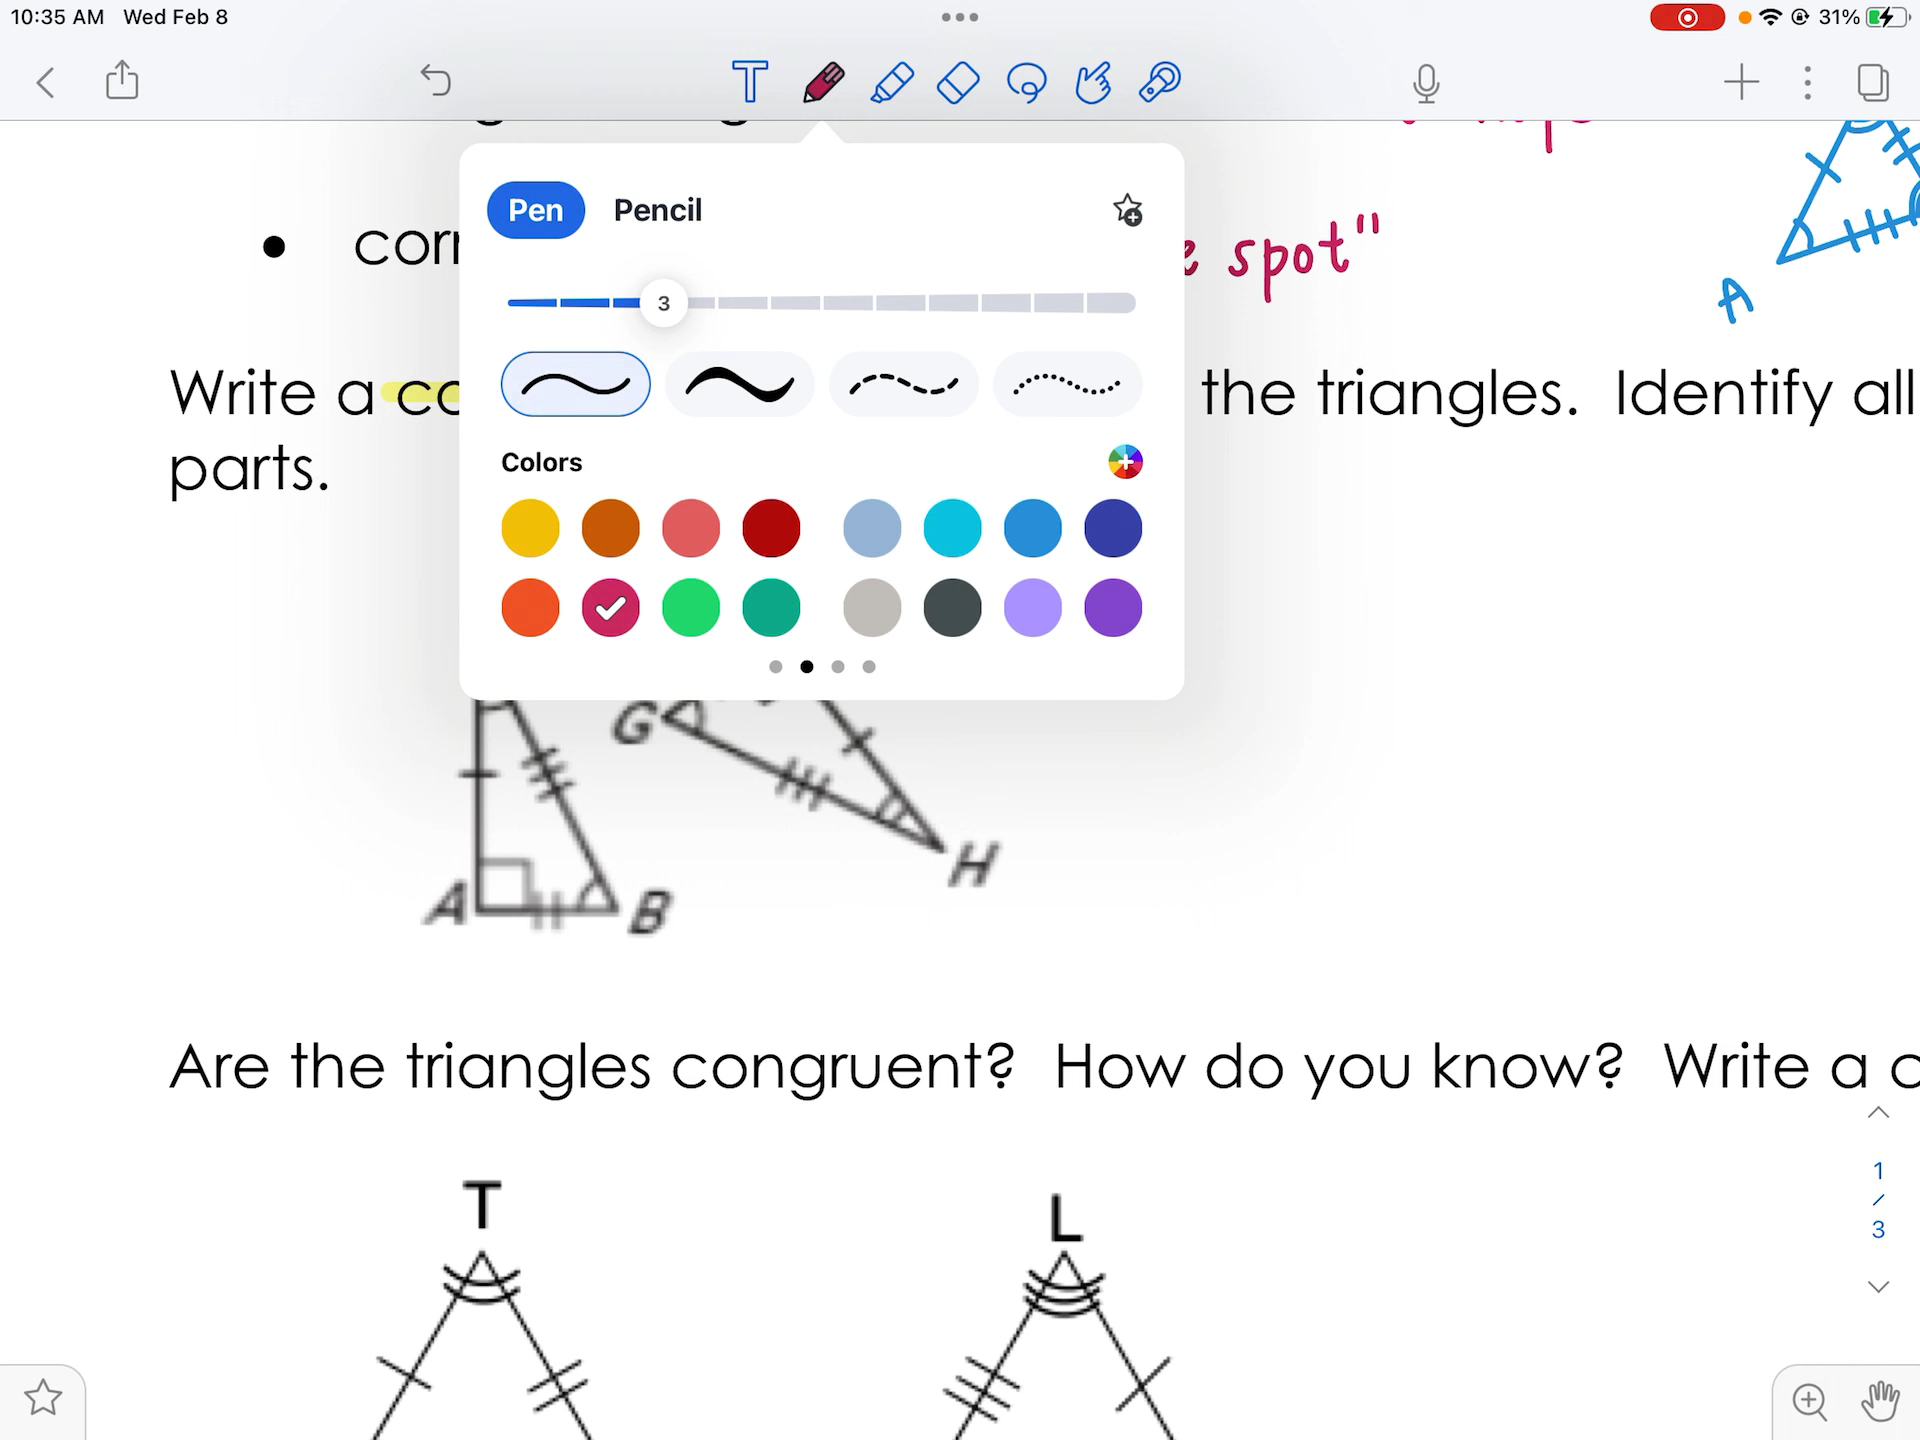 10:35 AM Wed Feb 8
31%
T
Pen Pencil
spot"
3
A
Write a the triangles. Identify all
parts.
Colors
G
H
A B
Are the triangles congruent? How do you know? Write a
1
/
3
T L